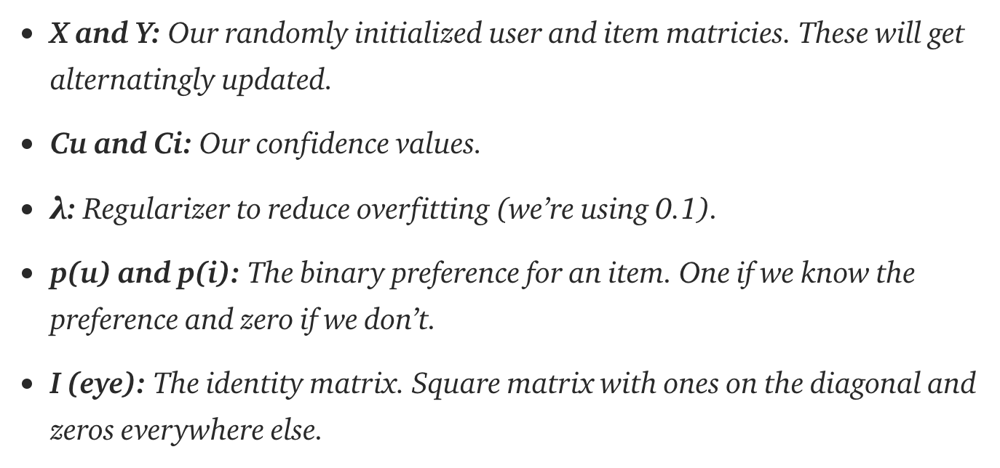 • X and Y: Our randomly initialized user and item matricies. These will get
alternatingly updated.
• Cu and Ci: Our confidence values.
• λ: Regularizer to reduce overfitting (we’re using 0.1).
• p(u) and p(i): The binary preference for an item. One if we know the
preference and zero if we don’t.
• I (eye): The identity matrix. Square matrix with ones on the diagonal and
zeros everywhere else.